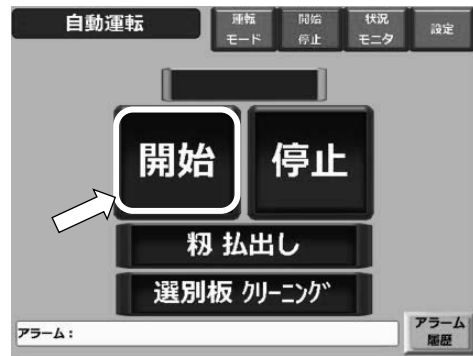 自動運転
運転
モード
開始
停止
状況
モニタ
設定
開始
停止
籾 払出し
選別板 クリーニング
アラーム：
アラーム
履歴